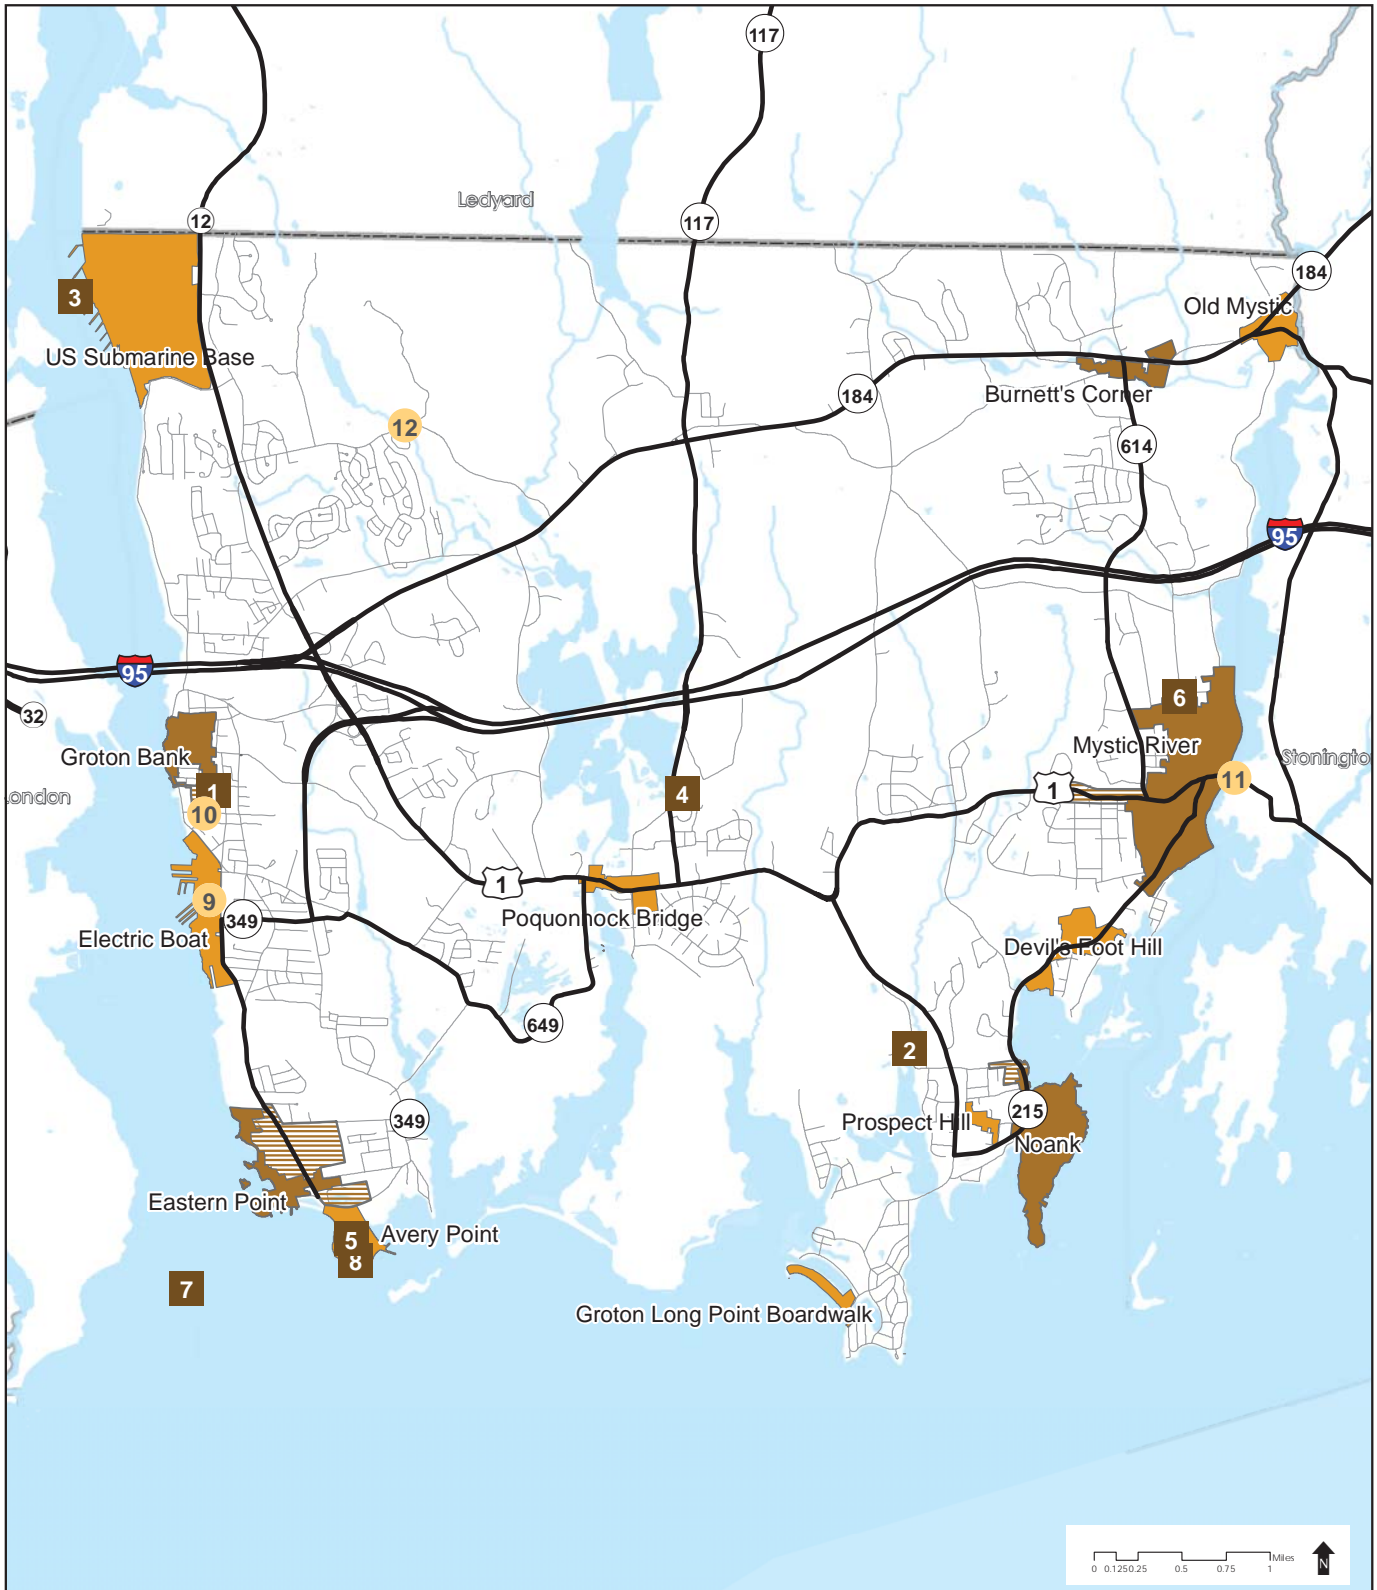 117
Ledyard
12
117
184
3
Old Mystic
US Submarine Base
184
Burnett's Corner
12
614
95
95
6
32
Groton Bank
Mystic River
Stoningto
1
11
London
1
4
10
9
1
349
Poquonnock Bridge
Electric Boat
Devil's Foot Hill
649
2
349
215
Prospect Hill
Noank
Eastern Point
5
Avery Point
8
7
Groton Long Point Boardwalk
Miles
0 0.125 0.25 0.5 0.75 1
N